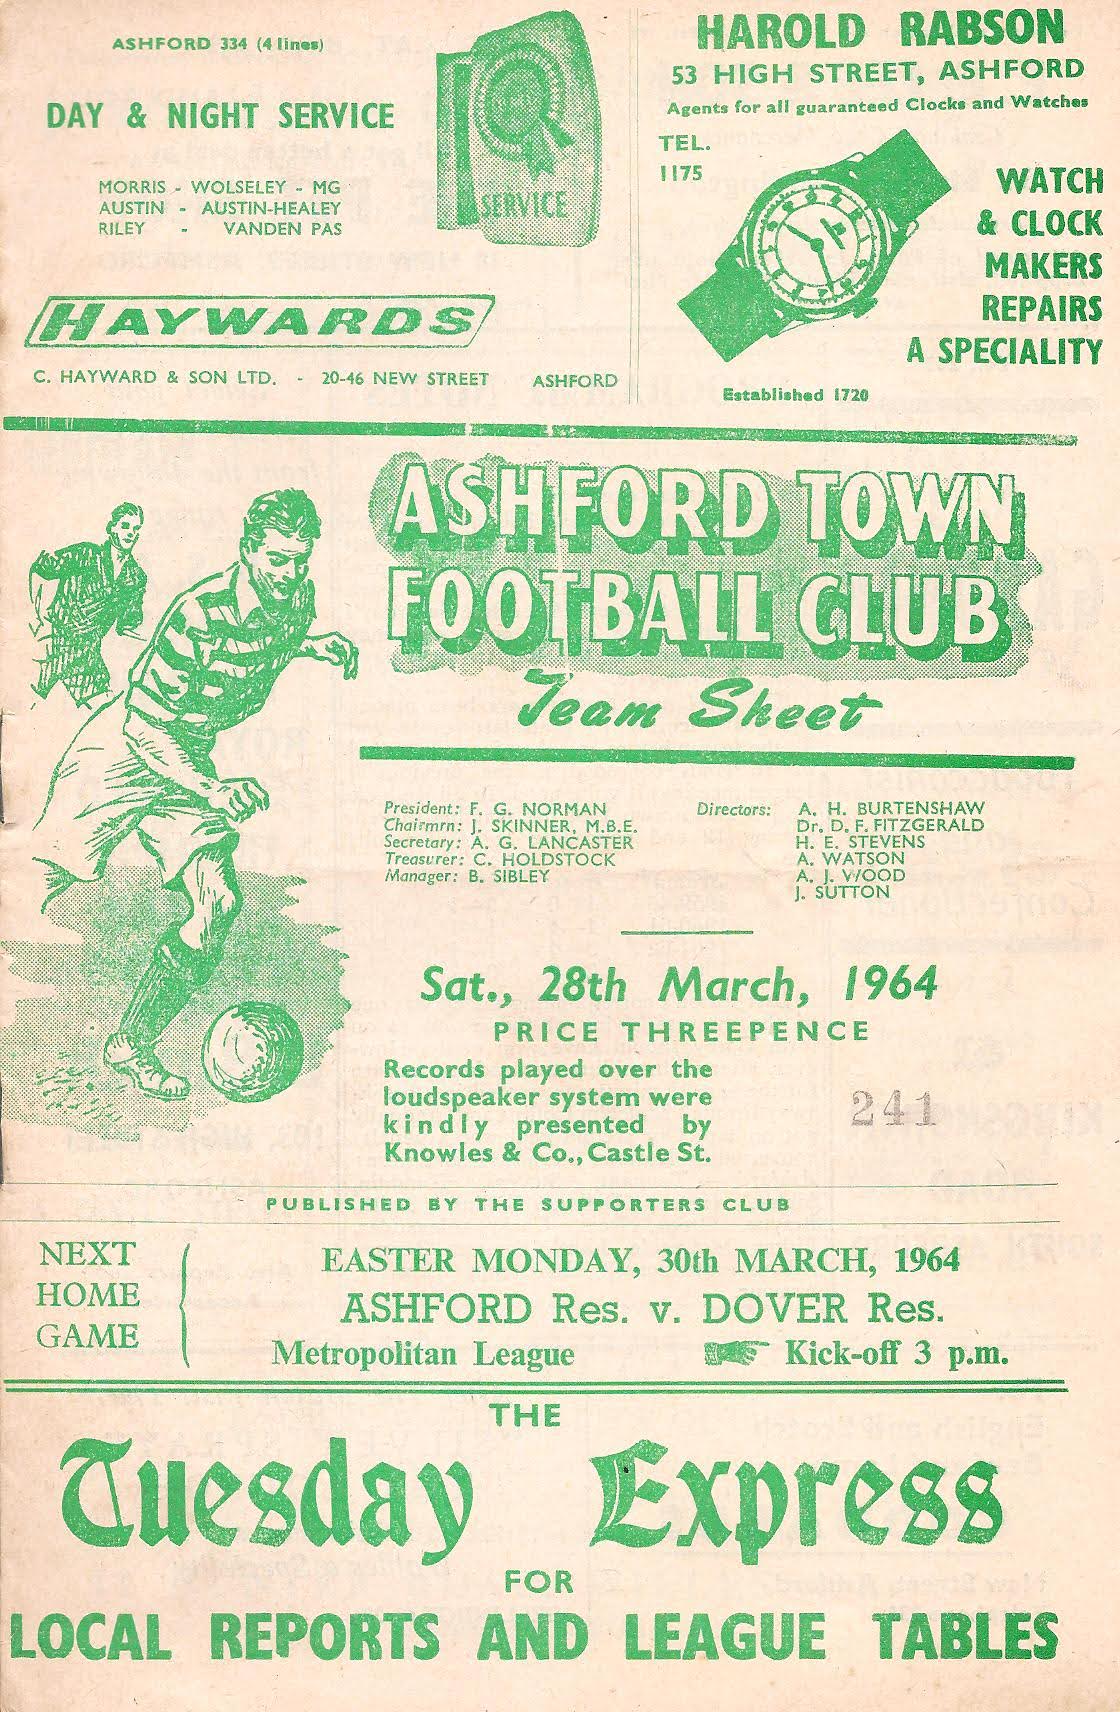 ASHFORD 334 (4 lines)
DAY & NIGHT SERVICE
MORRIS - WOLSELEY - MG
AUSTIN - AUSTIN-HEALEY
RILEY - VANDEN PAS
SERVICE
HAYWARDS
C. HAYWARD & SON LTD. - 20-46 NEW STREET ASHFORD
HAROLD RABSON
53 HIGH STREET, ASHFORD
Agents for all guaranteed Clocks and Watches
TEL.
1175
WATCH
& CLOCK
MAKERS
REPAIRS
A SPECIALITY
Established 1720
ASHFORD TOWN
FOOTBALL CLUB
Team Sheet
President: F. G. NORMAN
Chairmrn: J. SKINNER, M.B.E.
Secretary: A. G. LANCASTER
Treasurer: C. HOLDSTOCK
Manager: B. SIBLEY
Directors: A. H. BURTENSHAW
Dr. D. F. FITZGERALD
H. E. STEVENS
A. WATSON
A. J. WOOD
J. SUTTON
Sat., 28th March, 1964
PRICE THREEPENCE
Records played over the
loudspeaker system were
kindly presented by
Knowles & Co., Castle St.
241
PUBLISHED BY THE SUPPORTERS CLUB
NEXT
HOME
GAME
EASTER MONDAY, 30th MARCH, 1964
ASHFORD Res. v. DOVER Res.
Metropolitan League Kick-off 3 p.m.
THE
Tuesday Express
FOR
LOCAL REPORTS AND LEAGUE TABLES